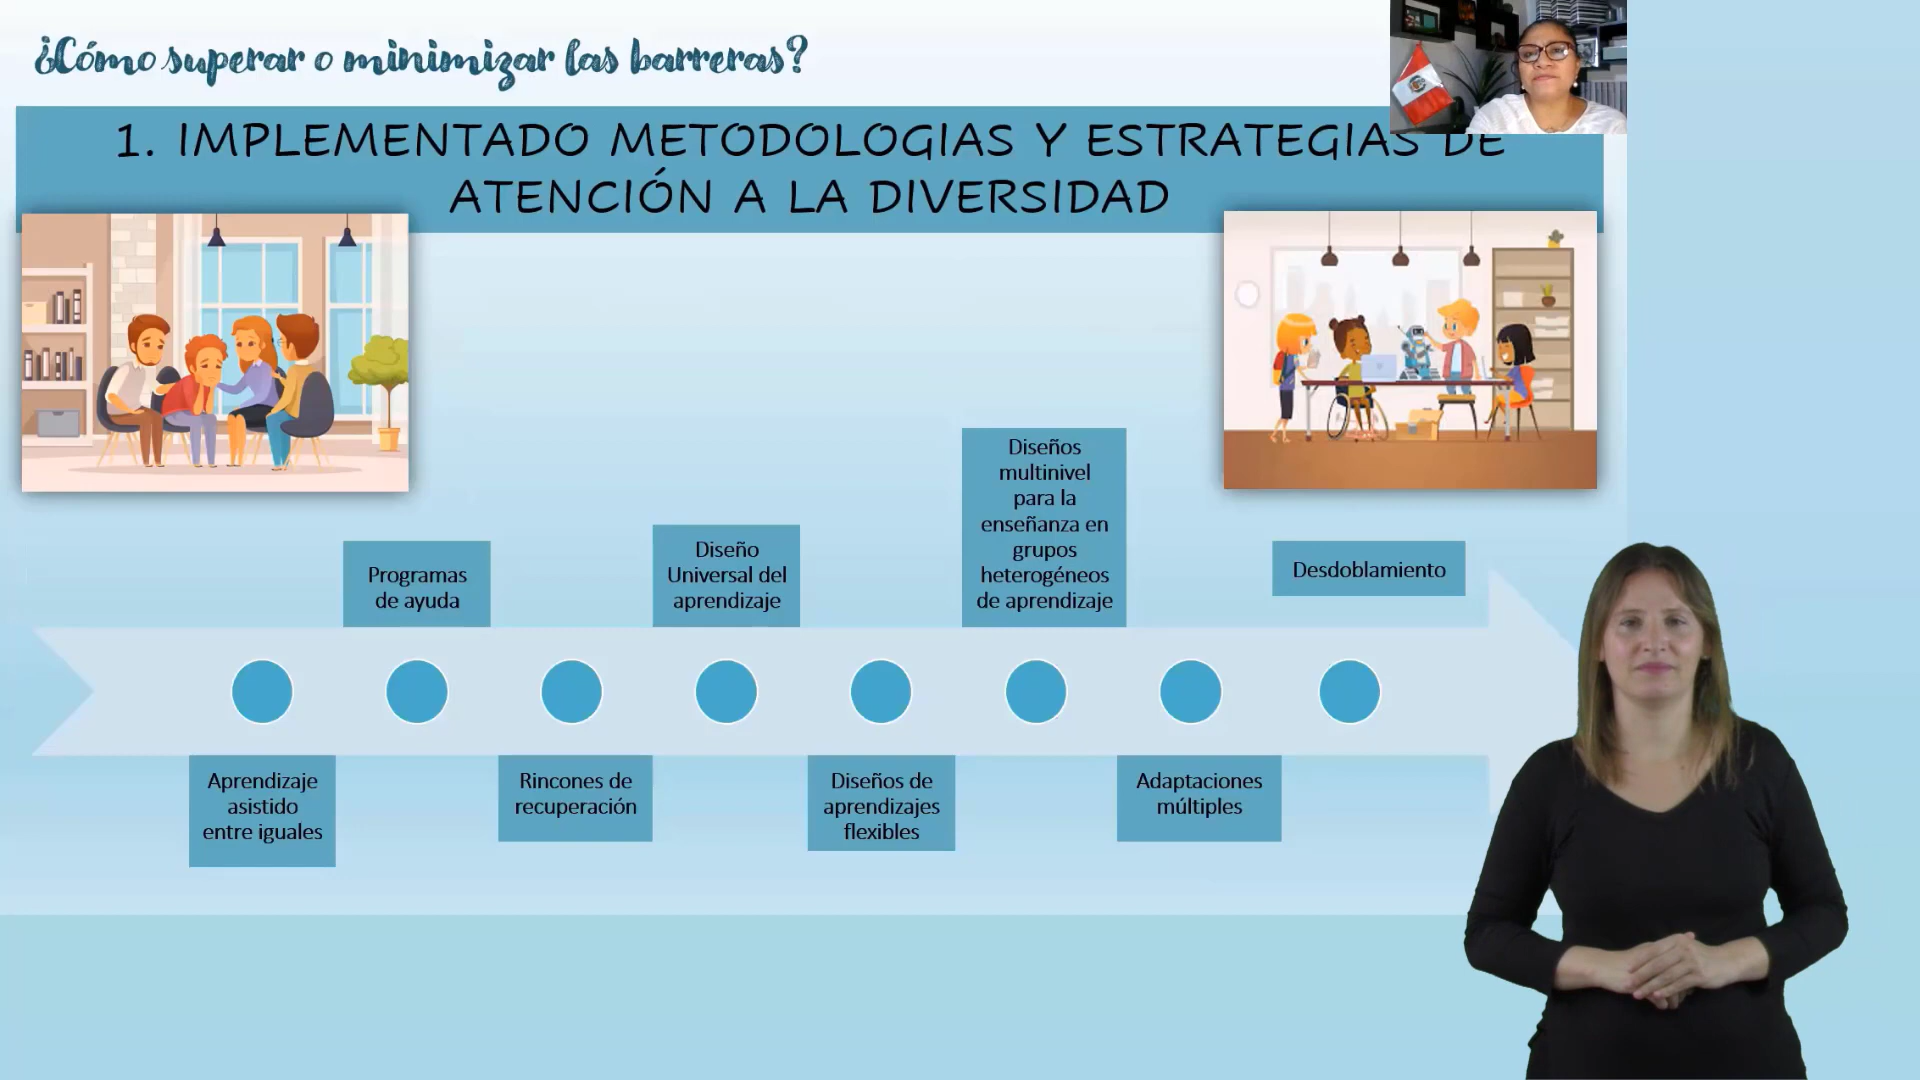 ¿Cómo superar o minimizar las barreras?
1. IMPLEMENTADO METODOLOGIAS Y ESTRATEGIAS DE
ATENCIÓN A LA DIVERSIDAD
Aprendizaje
asistido
entre iguales
Programas
de ayuda
Rincones de
recuperación
Diseño
Universal del
aprendizaje
Diseños de
aprendizajes
flexibles
Diseños
multinivel
para la
enseñanza en
grupos
heterogéneos
de aprendizaje
Adaptaciones
múltiples
Desdoblamiento